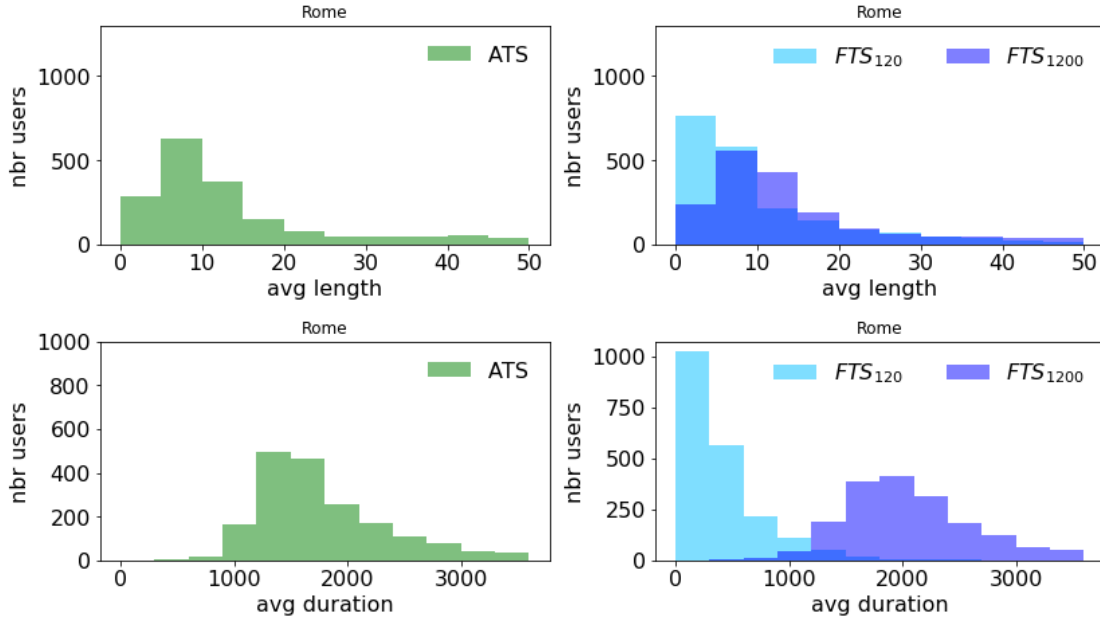 Rome
nbr users
1000
500
0
ATS
0 10 20 30 40 50
avg length
Rome
nbr users
1000
500
0
FTS120 FTS1200
0 10 20 30 40 50
avg length
Rome
nbr users
1000
800
600
400
200
0
ATS
0 1000 2000 3000
avg duration
Rome
nbr users
1000
750
500
250
0
FTS120 FTS1200
0 1000 2000 3000
avg duration